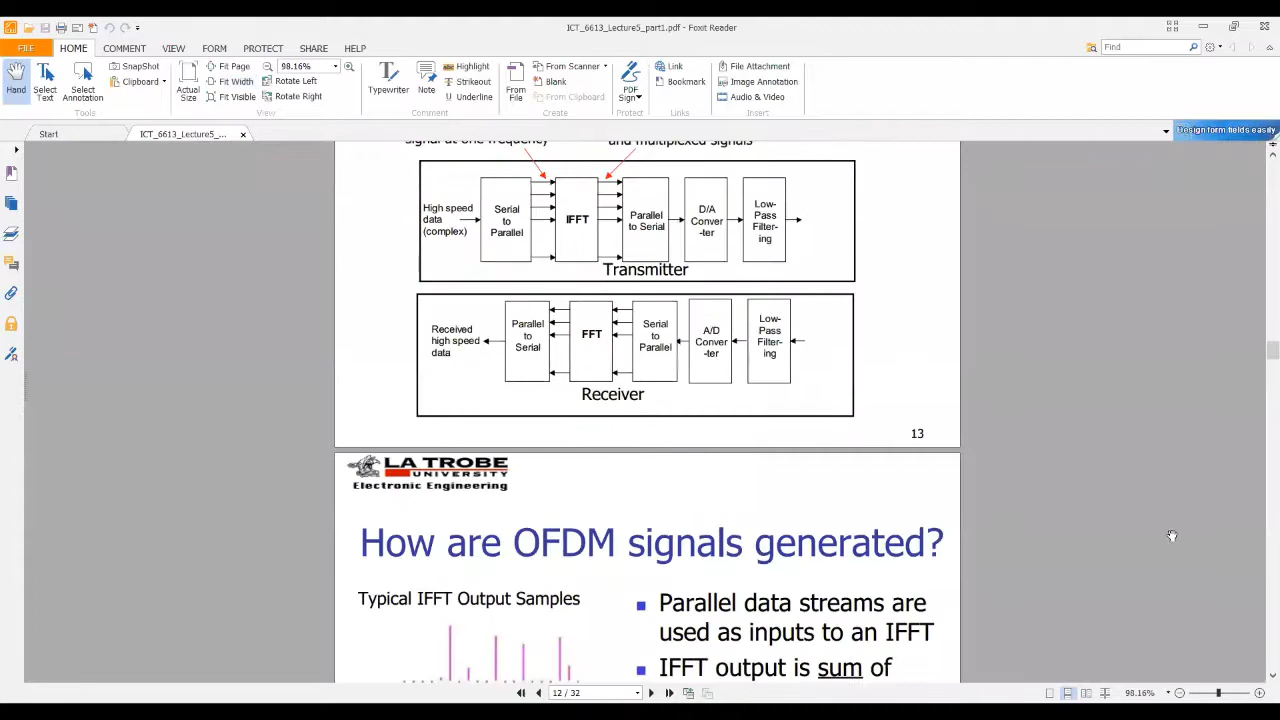 ICT_6613_Lecture5_part1.pdf - Foxit Reader
FILE HOME COMMENT VIEW FORM PROTECT SHARE HELP
Find
Hand
Select
Text
Select
Annotation
SnapShot
Clipboard
Tools
Actual
Size
Fit Page
Fit Width
Fit Visible
98.16%
Rotate Left
Rotate Right
View
Typewriter
Note
Highlight
Strikeout
Underline
Comment
From
File
From Scanner
Blank
From Clipboard
Create
PDF
Sign
Protect
Link
Bookmark
Links
File Attachment
Image Annotation
Audio & Video
Insert
Start
ICT_6613_Lecture5_...
Design form fields easily
signal at one frequency
and multiplexed signals
High speed
data
(complex)
Serial
to
Parallel
IFFT
Parallel
to Serial
D/A
Conver
-ter
Low-
Pass
Filter-
ing
Transmitter
Received
high speed
data
Parallel
to
Serial
FFT
Serial
to
Parallel
A/D
Conver
-ter
Low-
Pass
Filter-
ing
Receiver
13
LA TROBE
UNIVERSITY
Electronic Engineering
How are OFDM signals generated?
Typical IFFT Output Samples
Parallel data streams are
used as inputs to an IFFT
IFFT output is sum of
12 / 32
98.16%